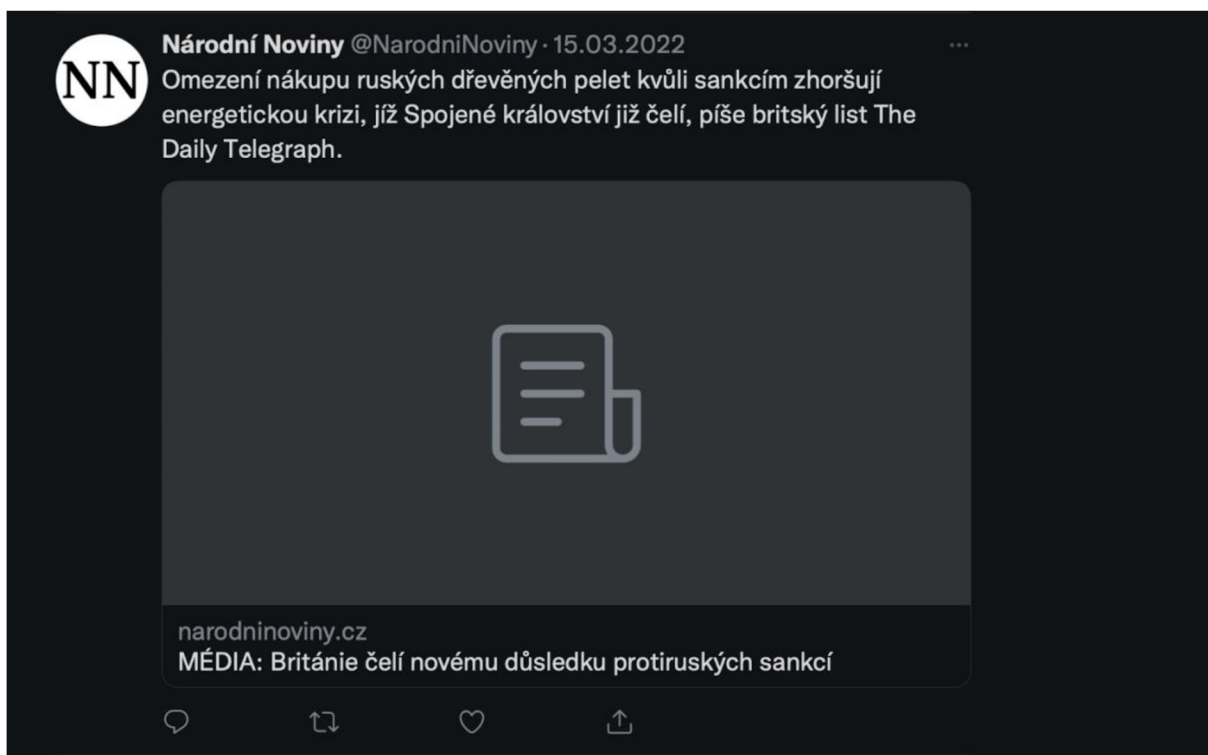 NN
Národní Noviny @NarodniNoviny · 15.03.2022
Omezení nákupu ruských dřevěných pelet kvůli sankcím zhoršují
energetickou krizi, jíž Spojené království již čelí, píše britský list The
Daily Telegraph.
narodninoviny.cz
MÉDIA: Británie čelí novému důsledku protiruských sankcí